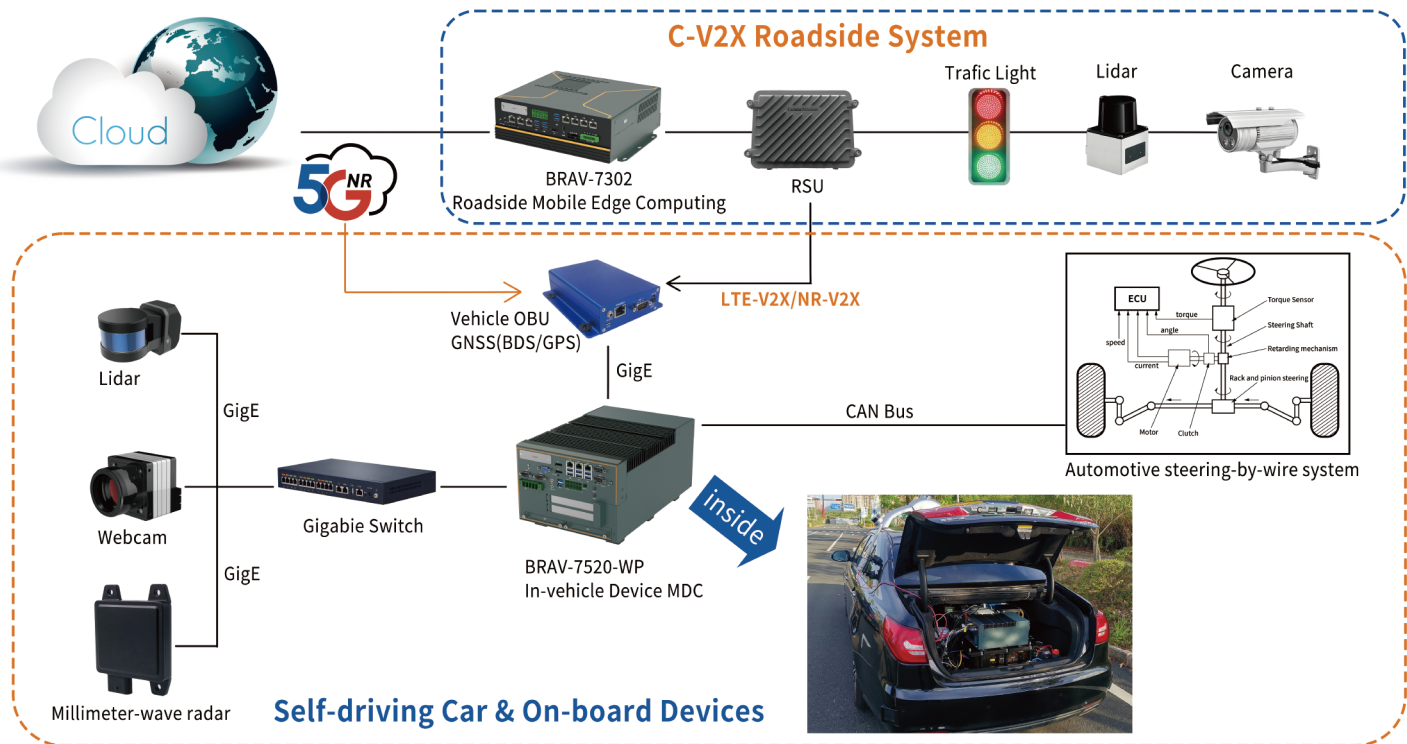 C-V2X Roadside System
Cloud
Trafic Light
Lidar
Camera
5G NR
BRAV-7302
Roadside Mobile Edge Computing
RSU
Vehicle OBU
GNSS(BDS/GPS)
LTE-V2X/NR-V2X
GigE
Lidar
GigE
Webcam
Gigabie Switch
GigE
Millimeter-wave radar
BRAV-7520-WP
In-vehicle Device MDC
inside
CAN Bus
ECU
Torque Sensor
torque
Steering Shaft
angle
speed
Retarding mechanism
current
Rack and pinion steering
Motor
Clutch
Automotive steering-by-wire system
Self-driving Car & On-board Devices